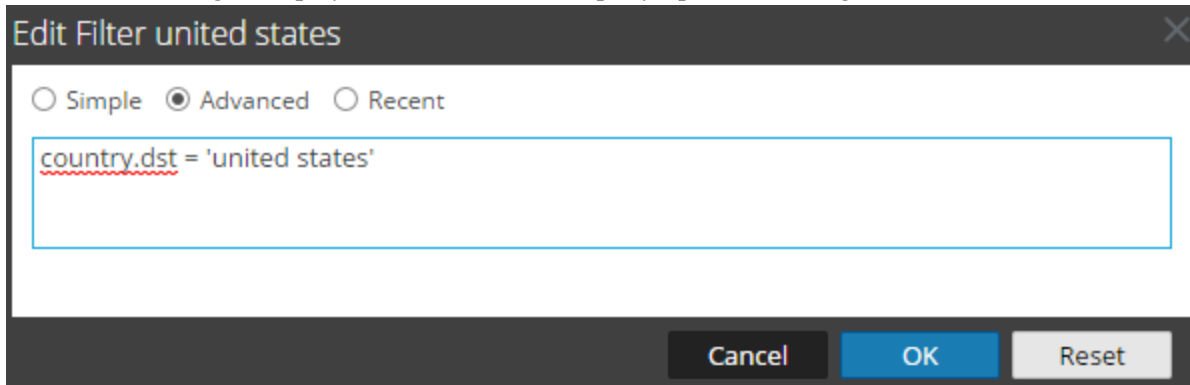 Edit Filter united states
Simple Advanced Recent
country.dst = 'united states'
Cancel OK Reset